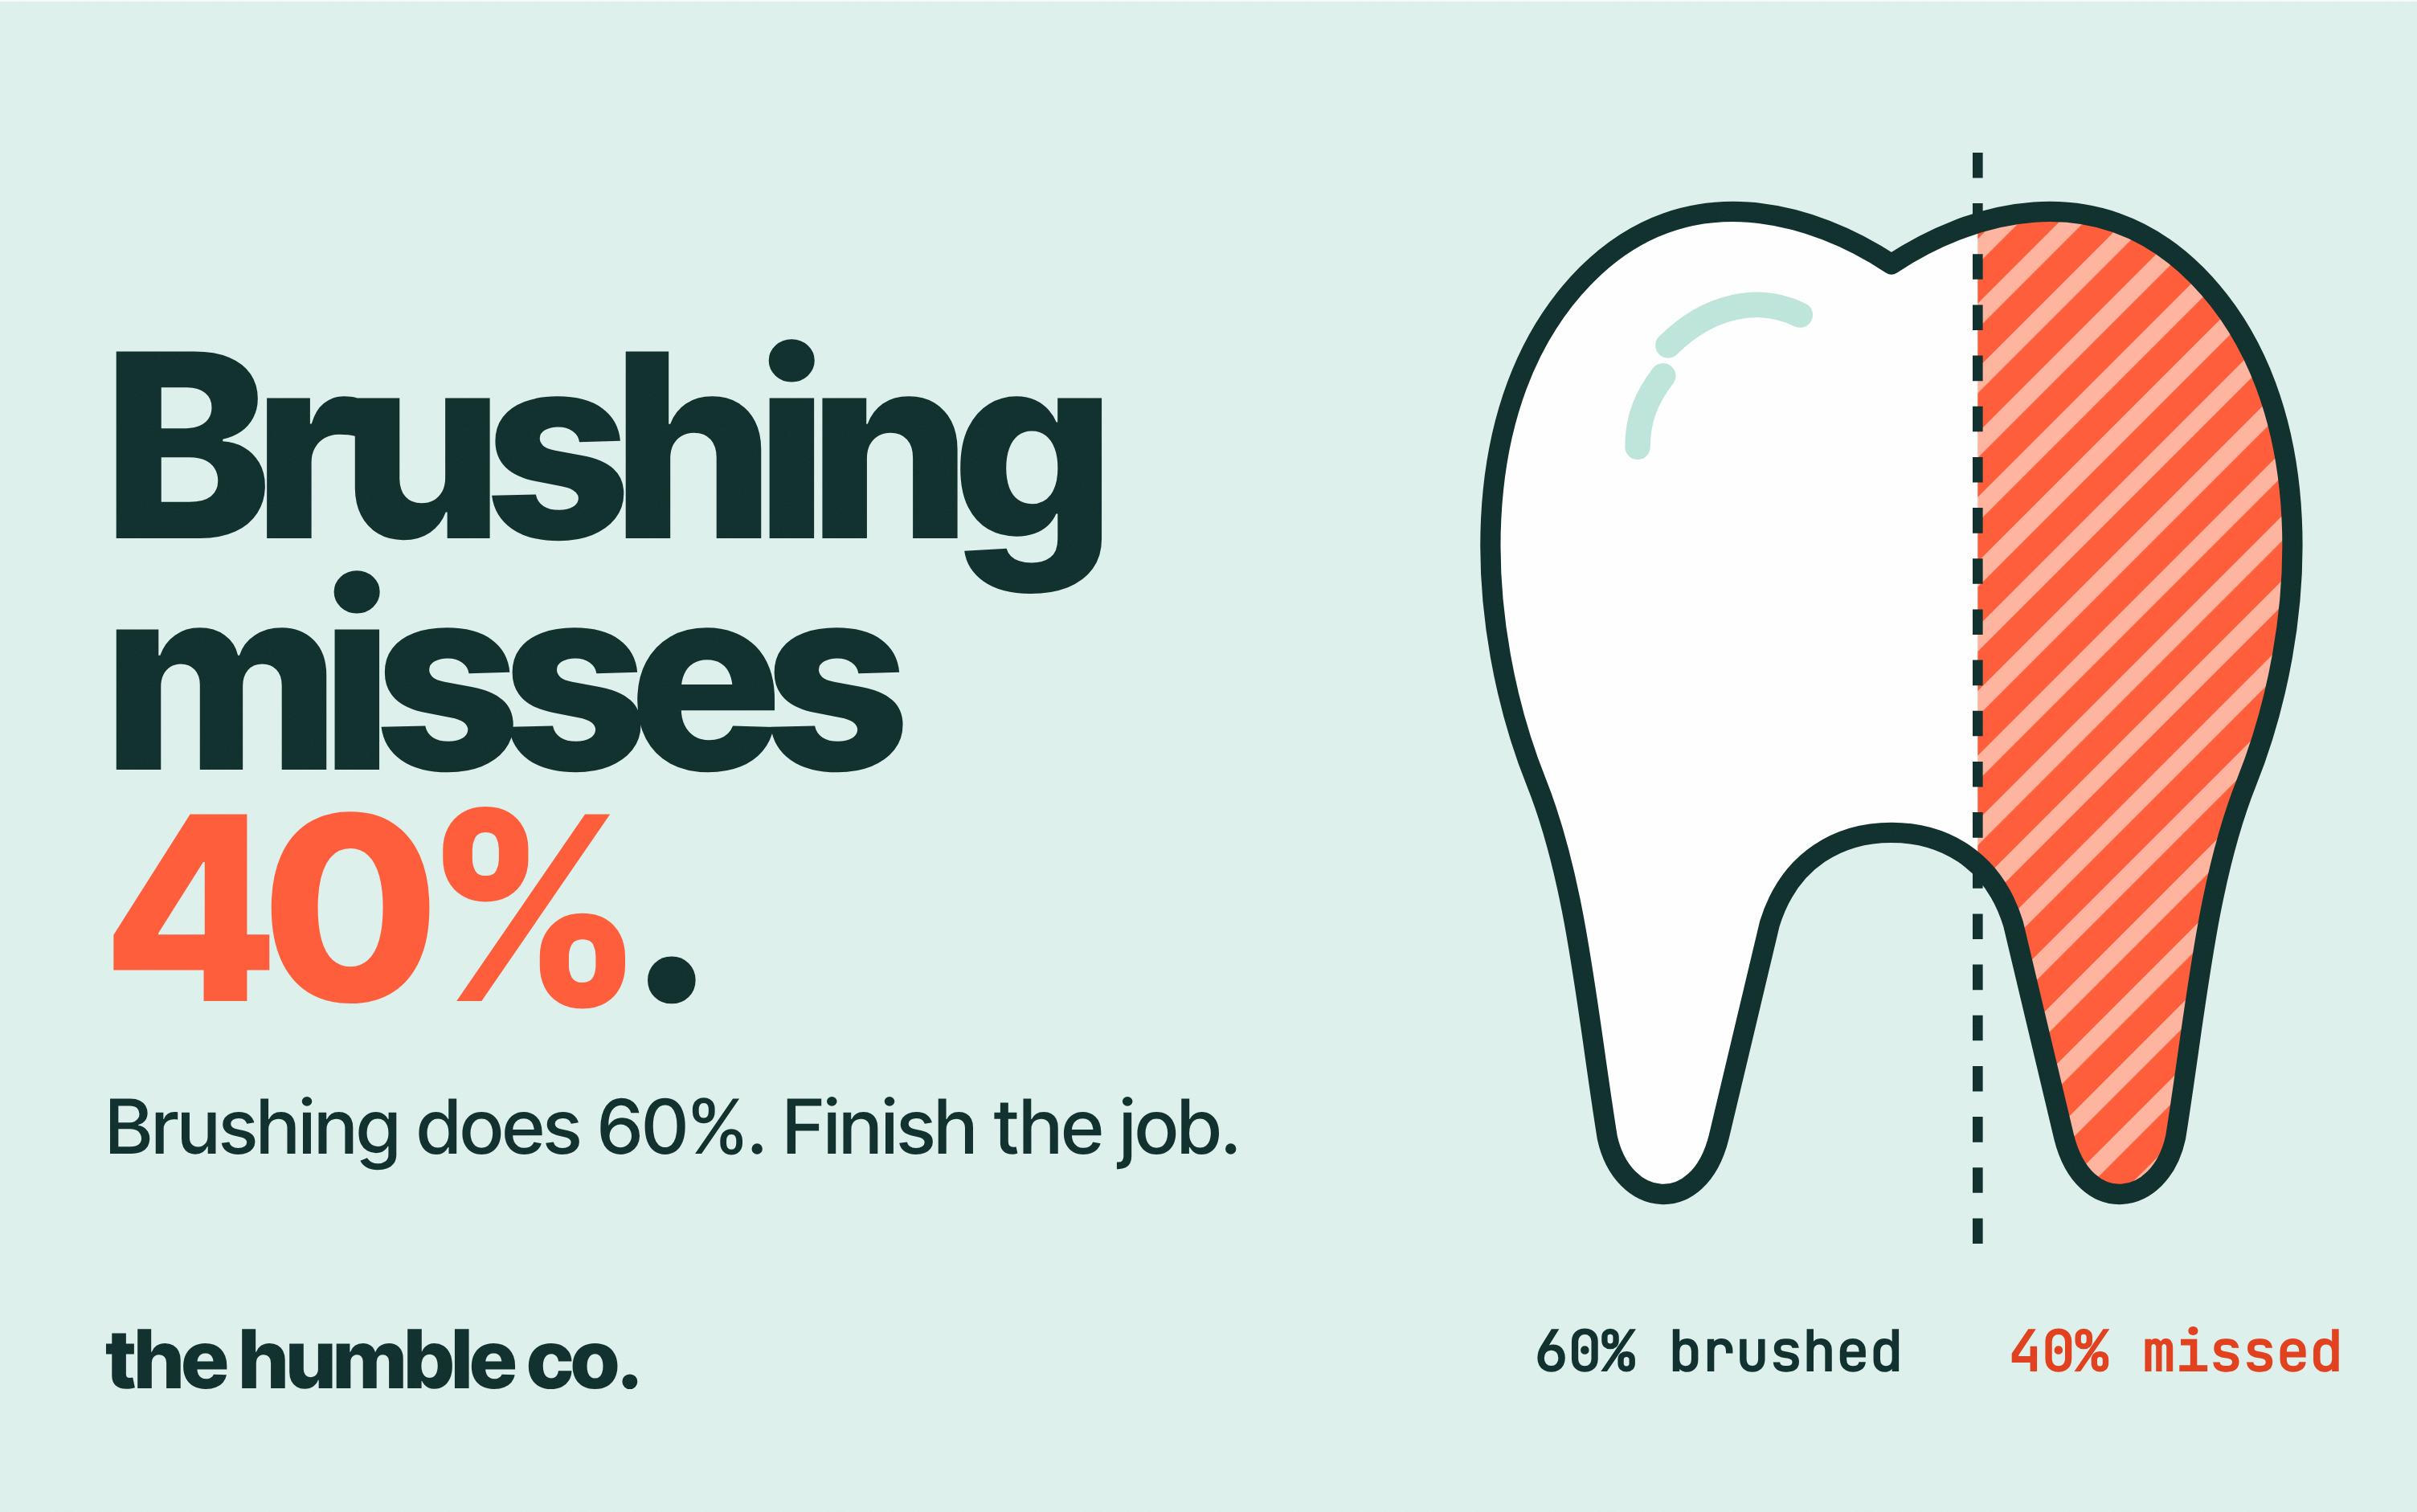 Brushing
misses
40%.
Brushing does 60%. Finish the job.
the humble co.
60% brushed
40% missed